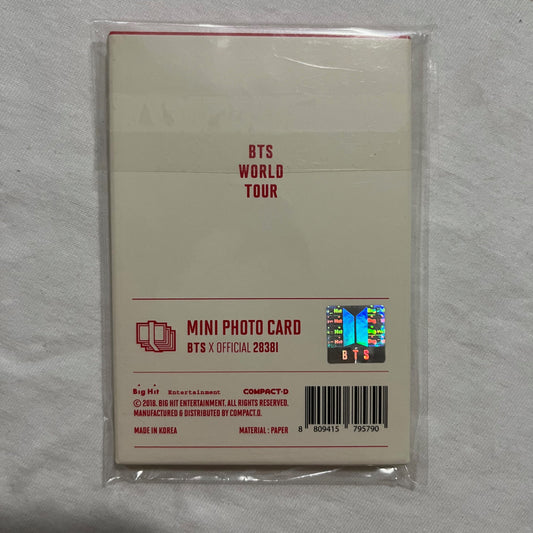 BTS
WORLD
TOUR
MINI PHOTO CARD
BTS X OFFICIAL 28381
BTS
Big Hit Entertainment COMPACT·D
© 2018. BIG HIT ENTERTAINMENT. ALL RIGHTS RESERVED.
MANUFACTURED & DISTRIBUTED BY COMPACT.D.
MADE IN KOREA MATERIAL : PAPER
8 809415 795790